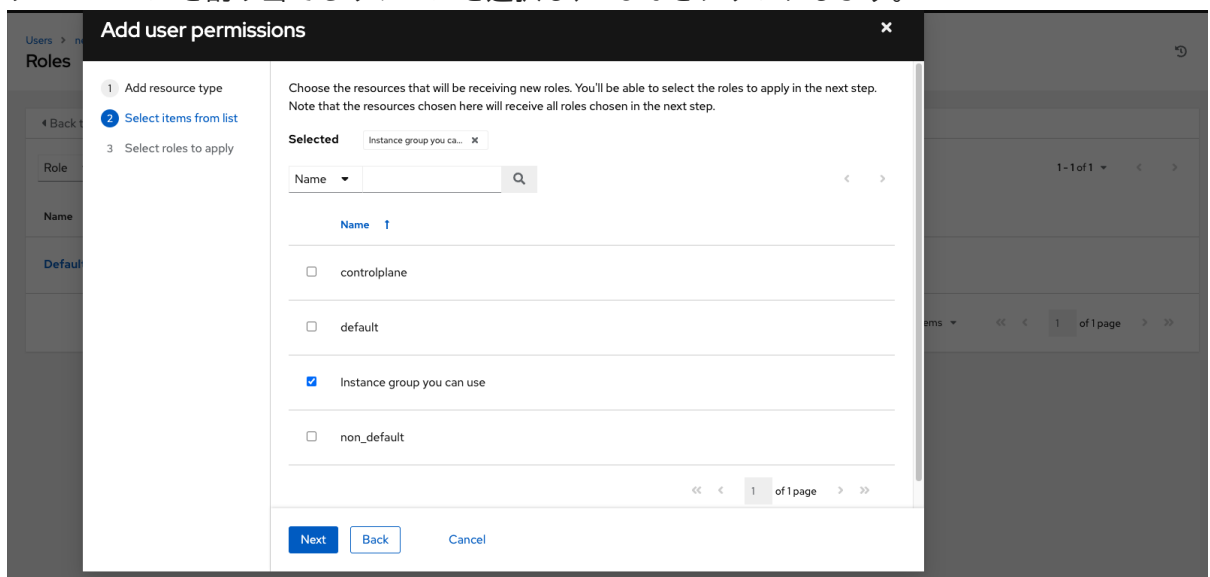 Add user permissions
Users
Roles
1 Add resource type
2 Select items from list
3 Select roles to apply
Choose the resources that will be receiving new roles. You'll be able to select the roles to apply in the next step.
Note that the resources chosen here will receive all roles chosen in the next step.
Selected Instance group you ca...
Back
Role
Name
1 - 1 of 1
Name
Name
controlplane
Defaul
default
Instance group you can use
non_default
1 of 1 page
1 of 1 page
Next Back Cancel